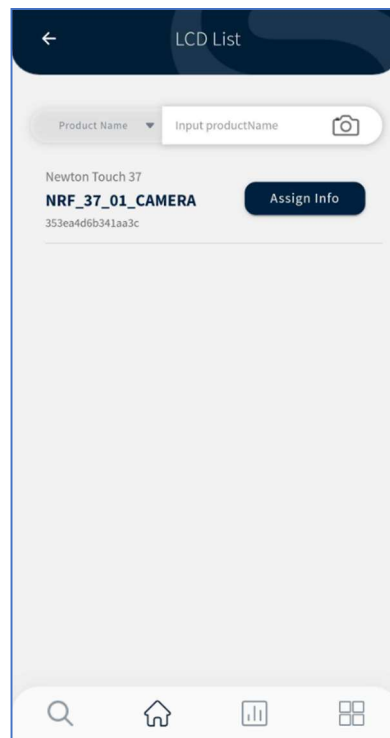 LCD List
Product Name Input productName
Newton Touch 37
NRF_37_01_CAMERA
Assign Info
353ea4d6b341aa3c